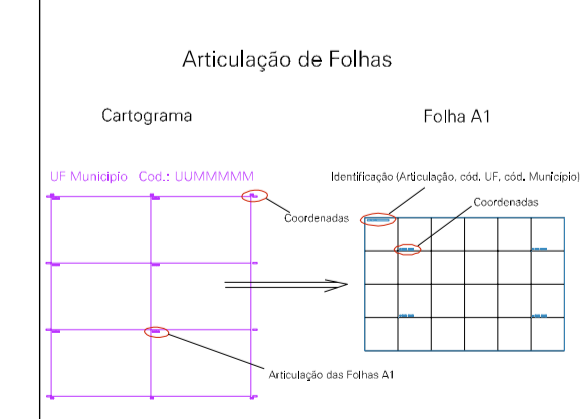 Articulação de Folhas
Cartograma
Folha A1
UF Município Cod.: UUMMMMM
Identificação (Articulação, cód. UF, cód. Município)
Coordenadas
Coordenadas
Articulação das Folhas A1